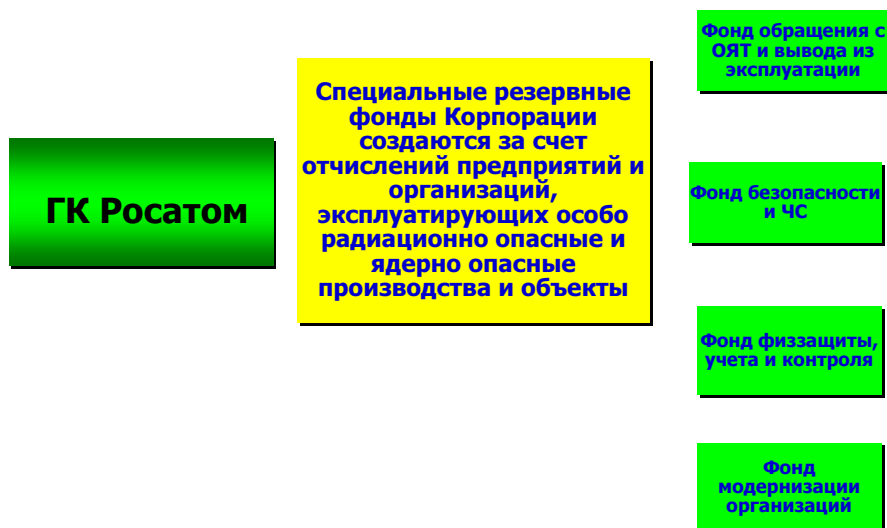 ГК Росатом
Специальные резервные
фонды Корпорации
создаются за счет
отчислений предприятий и
организаций,
эксплуатирующих особо
радиационно опасные и
ядерно опасные
производства и объекты
Фонд обращения с
ОЯТ и вывода из
эксплуатации
Фонд безопасности
и ЧС
Фонд физзащиты,
учета и контроля
Фонд
модернизации
организаций